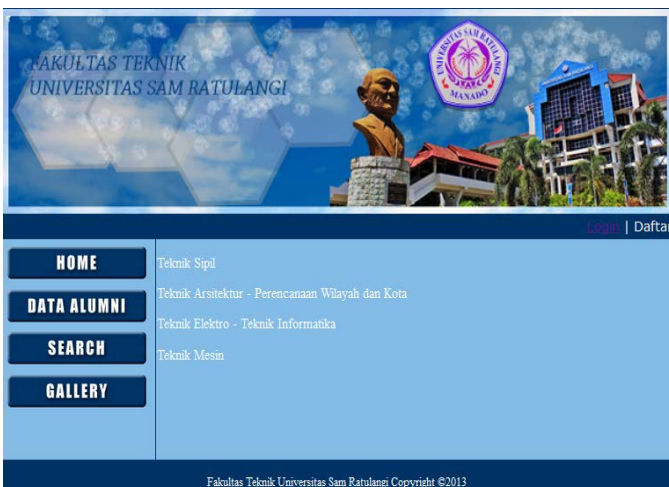 FAKULTAS TEKNIK
UNIVERSITAS SAM RATULANGI
UNIVERSITAS SAM RATULANGI
MANADO
Login | Daftar
HOME
DATA ALUMNI
SEARCH
GALLERY
Teknik Sipil
Teknik Arsitektur - Perencanaan Wilayah dan Kota
Teknik Elektro - Teknik Informatika
Teknik Mesin
Fakultas Teknik Universitas Sam Ratulangi Copyright ©2013